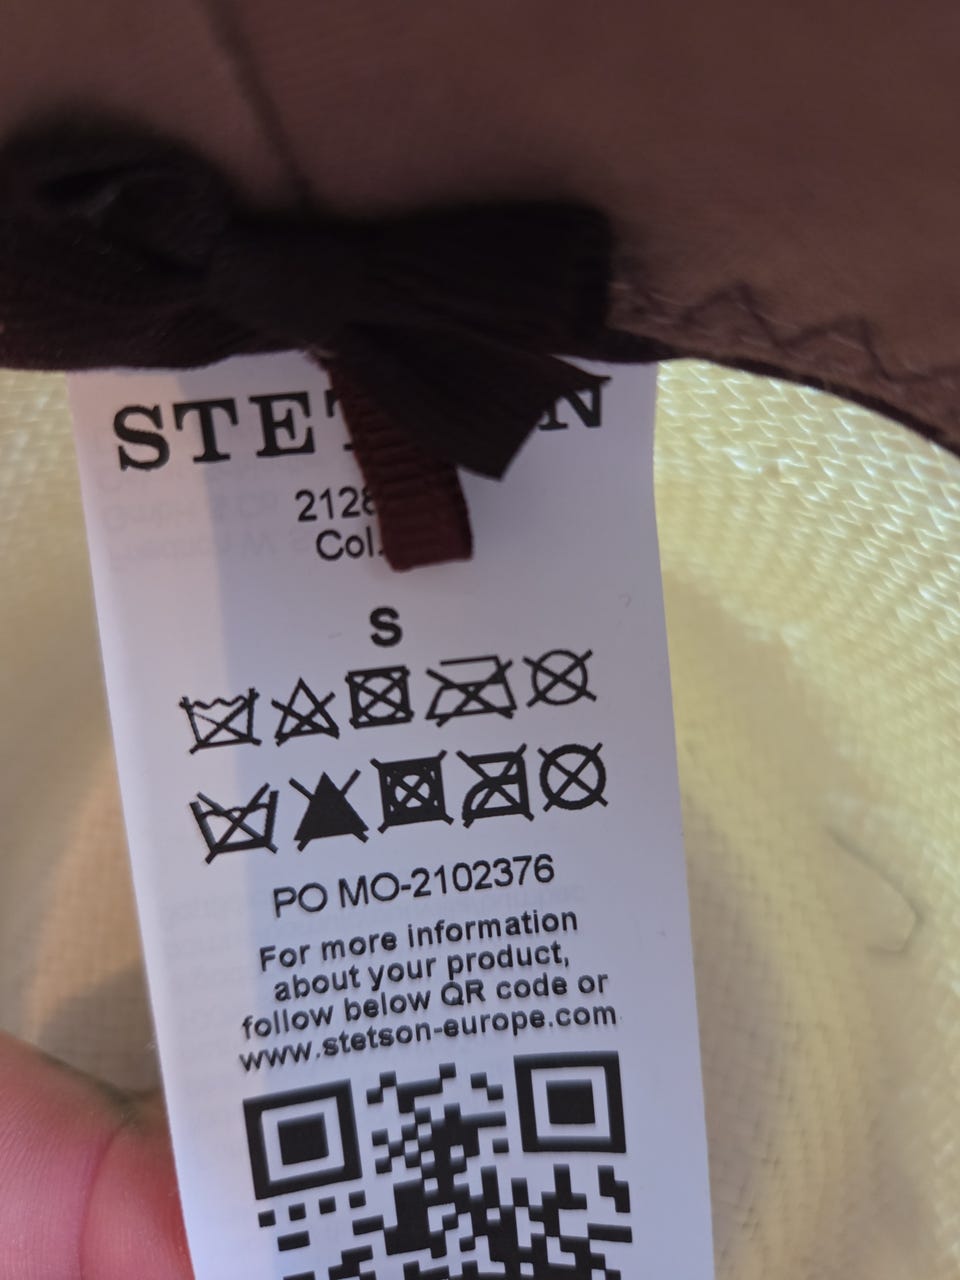 STET N
2128
Col.
S
PO MO-2102376
For more information
about your product,
follow below QR code or
www.stetson-europe.com